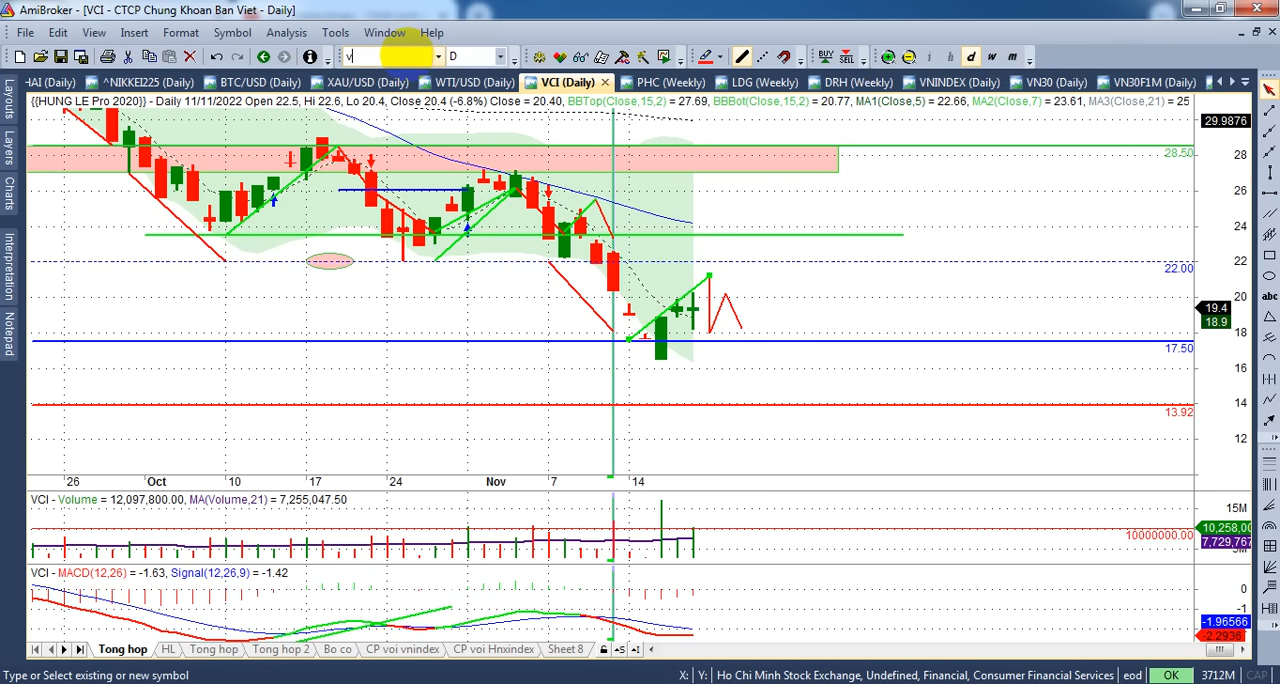 AmiBroker - [VCI - CTCP Chung Khoan Ban Viet - Daily]
File Edit View Insert Format Symbol Analysis Tools Window Help
v D BUY SELL i h d w m
HAI (Daily) ^NIKKEI225 (Daily) BTC/USD (Daily) XAU/USD (Daily) WTI/USD (Daily) VCI (Daily) PHC (Weekly) LDG (Weekly) DRH (Weekly) VNINDEX (Daily) VN30 (Daily) VN30F1M (Daily)
{{HUNG LE Pro 2020}} - Daily 11/11/2022 Open 22.5, Hi 22.6, Lo 20.4, Close 20.4 (-6.8%) Close = 20.40, BBTop(Close,15,2) = 27.69, BBBot(Close,15,2) = 20.77, MA1(Close,5) = 22.66, MA2(Close,7) = 23.61, MA3(Close,21) = 25
Layouts
Layers
Charts
Interpretation
Notepad
abc
29.9876
28.50
28
26
24
22
22.00
20
19.4
18.9
18
17.50
16
14
13.92
12
26 Oct 10 17 24 Nov 7 14
VCI - Volume = 12,097,800.00, MA(Volume,21) = 7,255,047.50
15M
10,258.00
10000000.00
7,729,767
VCI - MACD(12,26) = -1.63, Signal(12,26,9) = -1.42
0
-1
-1.96566
-2.2936
Tong hop HL Tong hop Tong hop 2 Bo co CP voi vnindex CP voi Hnxindex Sheet 8
Type or Select existing or new symbol X: Y: Ho Chi Minh Stock Exchange, Undefined, Financial, Consumer Financial Services eod OK 3712M CAP